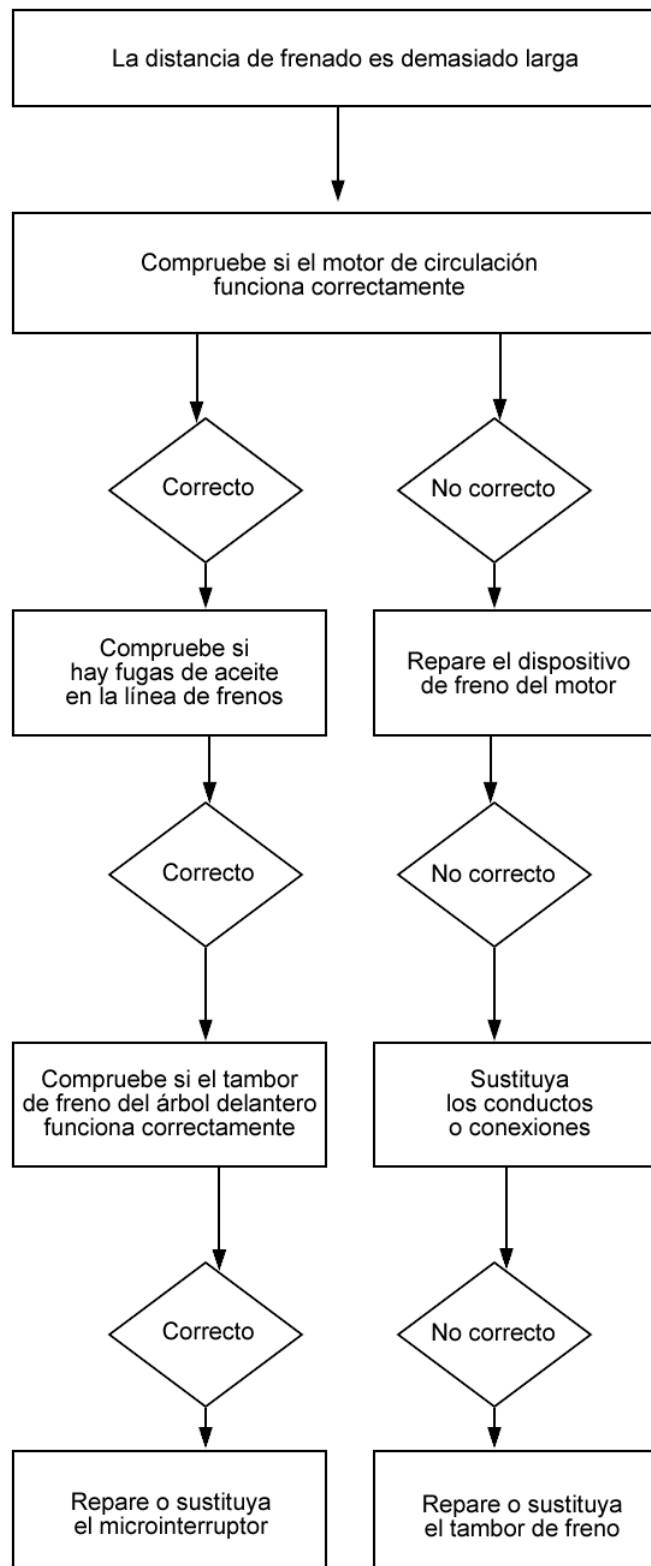 La distancia de frenado es demasiado larga
Compruebe si el motor de circulación
funciona correctamente
Correcto
No correcto
Compruebe si
hay fugas de aceite
en la línea de frenos
Repare el dispositivo
de freno del motor
Correcto
No correcto
Compruebe si el tambor
de freno del árbol delantero
funciona correctamente
Sustituya
los conductos
o conexiones
Correcto
No correcto
Repare o sustituya
el microinterruptor
Repare o sustituya
el tambor de freno